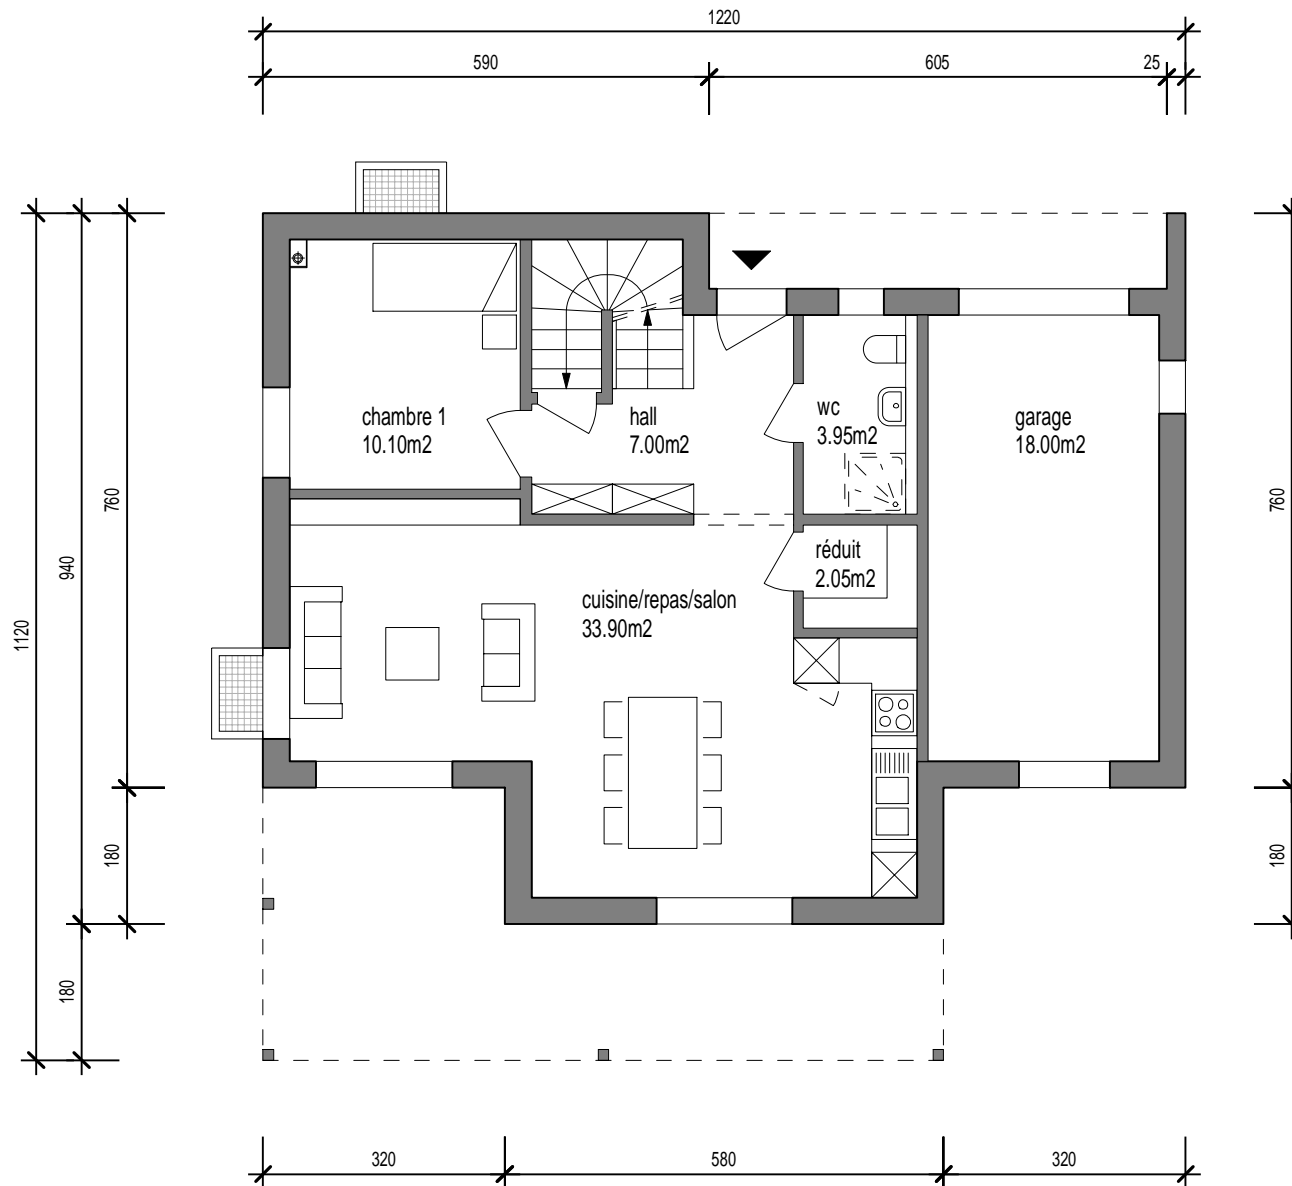 1220
590
605
25
chambre 1
10.10m2
hall
7.00m2
wc
3.95m2
garage
18.00m2
réduit
2.05m2
cuisine/repas/salon
33.90m2
1120
940
180
760
180
760
180
320
580
320